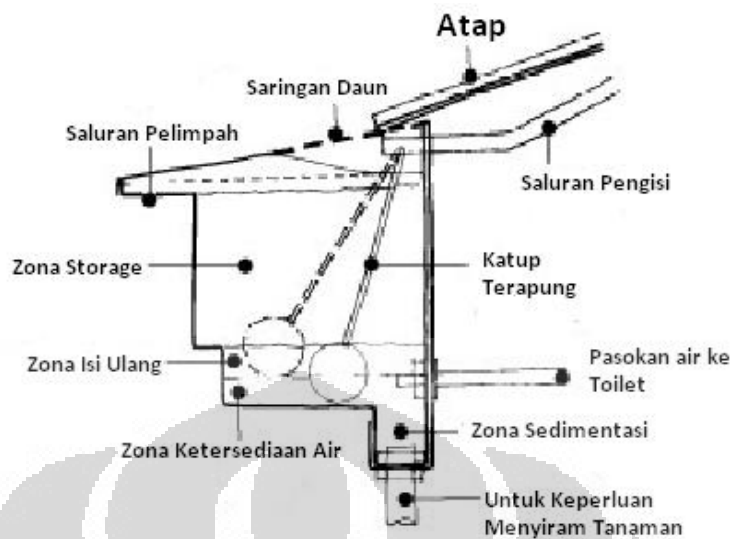 Atap
Saringan Daun
Saluran Pelimpah
Saluran Pengisi
Zona Storage
Katup
Terapung
Zona Isi Ulang
Pasokan air ke
Toilet
Zona Ketersediaan Air
Zona Sedimentasi
Untuk Keperluan
Menyiram Tanaman